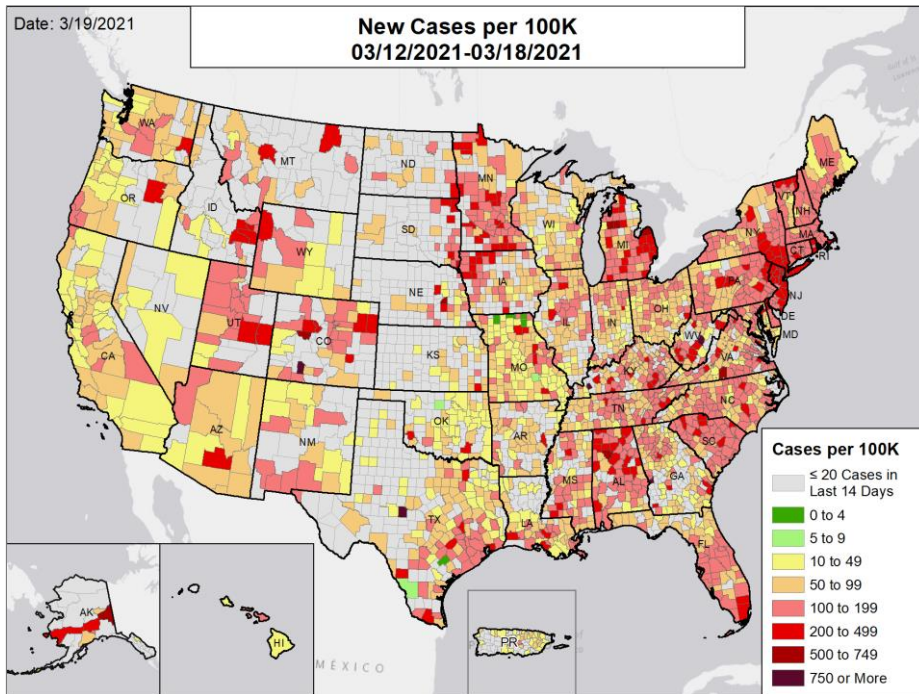 Date: 3/19/2021
New Cases per 100K
03/12/2021-03/18/2021
WA
MT
ND
MN
ME
OR
ID
SD
WI
VT
NH
WY
MI
NY
MA
CT
RI
IA
NE
PA
NJ
NV
UT
CO
IL
IN
OH
DE
MD
WV
KS
MO
VA
CA
KY
NC
TN
OK
AZ
NM
AR
SC
MS
AL
GA
TX
LA
FL
AK
HI
PR
MÉXICO
Cases per 100K
≤ 20 Cases in
Last 14 Days
0 to 4
5 to 9
10 to 49
50 to 99
100 to 199
200 to 499
500 to 749
750 or More